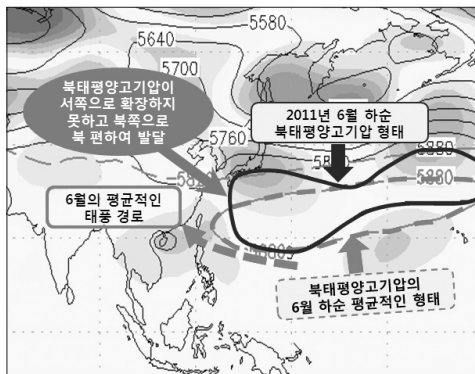 5580
5640
5700
북태평양고기압이
서쪽으로 확장하지
못하고 북쪽으로
북 편하여 발달
5760
2011년 6월 하순
북태평양고기압 형태
5880
5880
6월의 평균적인
태풍 경로
북태평양고기압의
6월 하순 평균적인 형태